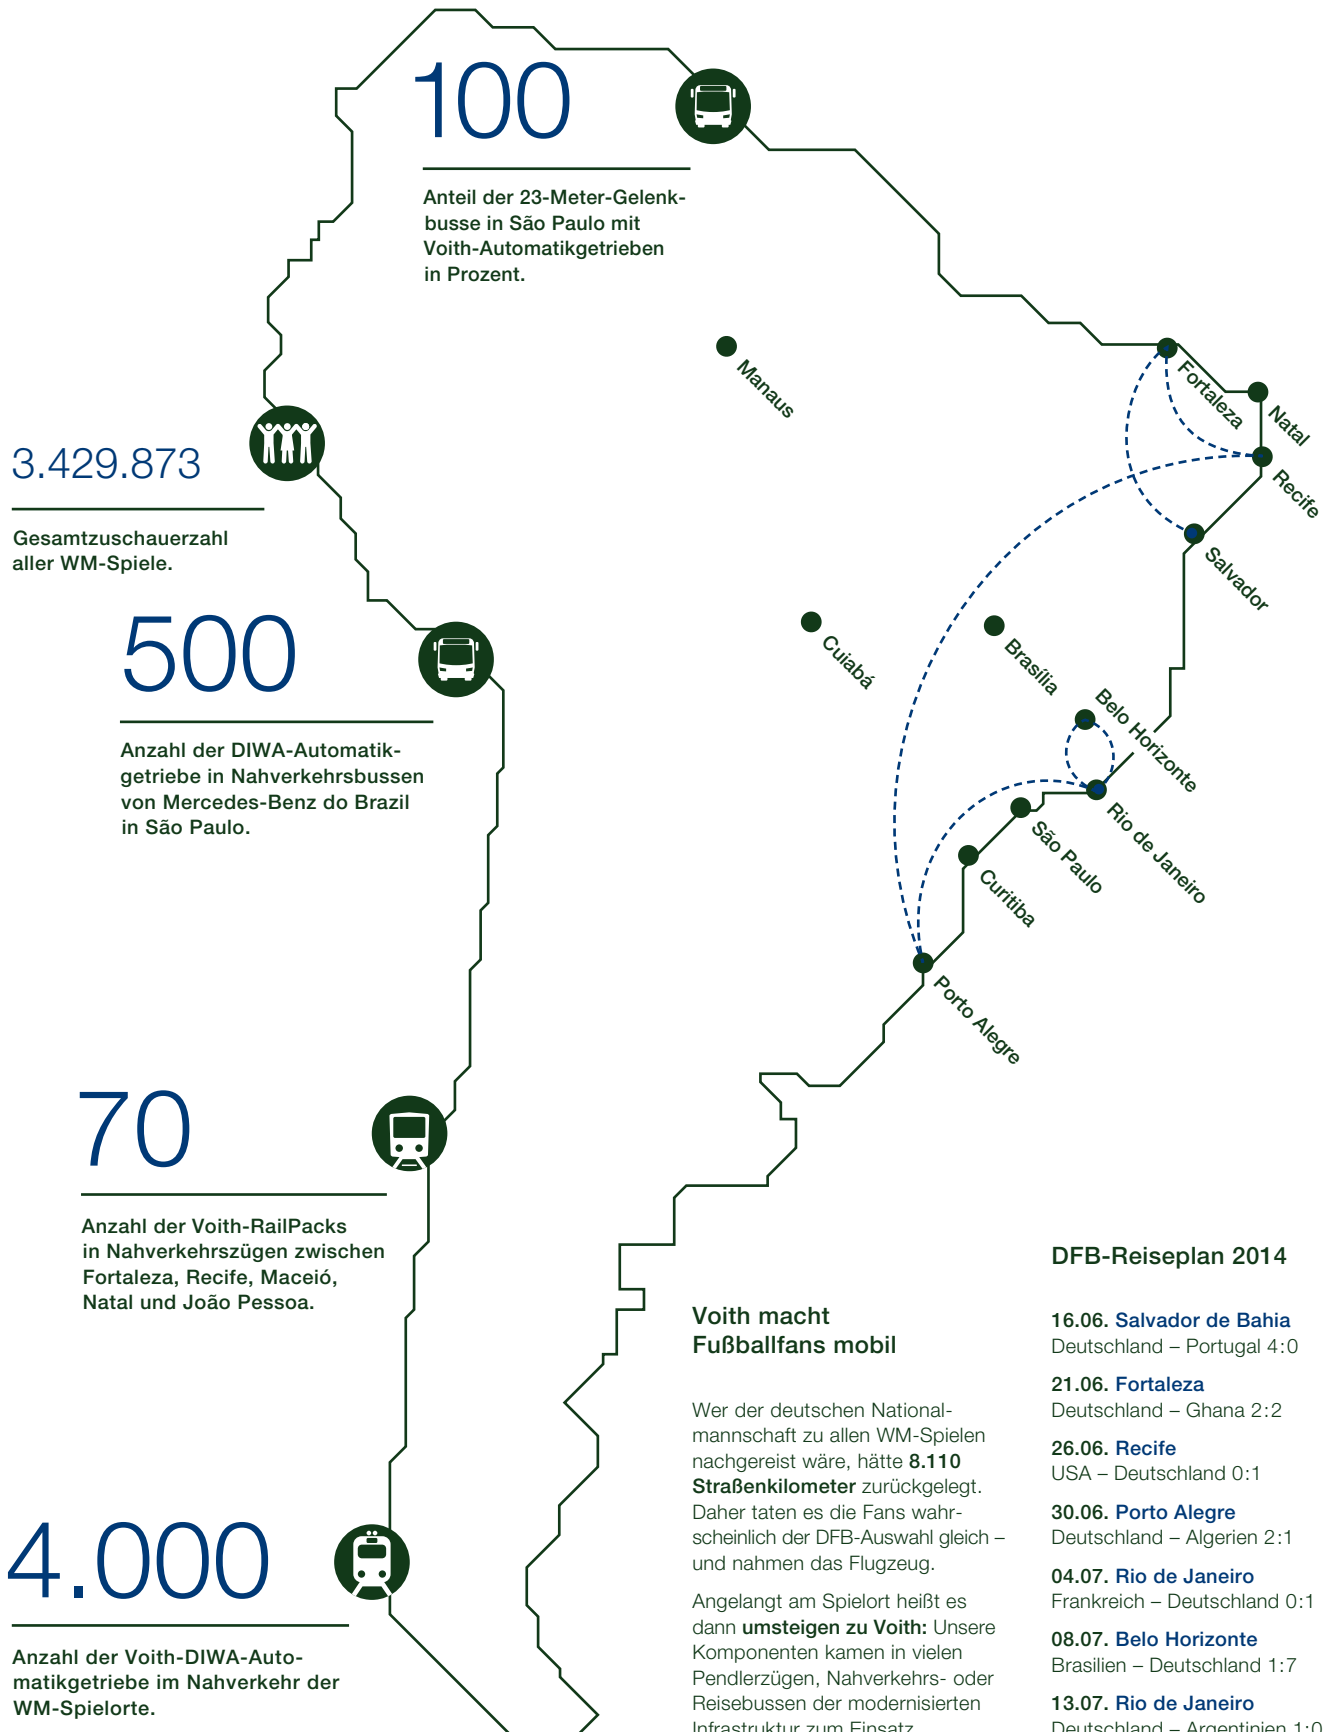 100
Anteil der 23-Meter-Gelenk-
busse in São Paulo mit
Voith-Automatikgetrieben
in Prozent.
Manaus
Fortaleza
Natal
Recife
Salvador
Cuiabá
Brasília
Belo Horizonte
Rio de Janeiro
São Paulo
Curitiba
Porto Alegre
3.429.873
Gesamtzuschauerzahl
aller WM-Spiele.
500
Anzahl der DIWA-Automatik-
getriebe in Nahverkehrsbussen
von Mercedes-Benz do Brazil
in São Paulo.
70
Anzahl der Voith-RailPacks
in Nahverkehrszügen zwischen
Fortaleza, Recife, Maceió,
Natal und João Pessoa.
4.000
Anzahl der Voith-DIWA-Auto-
matikgetriebe im Nahverkehr der
WM-Spielorte.
Voith macht
Fußballfans mobil
Wer der deutschen National-
mannschaft zu allen WM-Spielen
nachgereist wäre, hätte 8.110
Straßenkilometer zurückgelegt.
Daher taten es die Fans wahr-
scheinlich der DFB-Auswahl gleich –
und nahmen das Flugzeug.
Angelangt am Spielort heißt es
dann umsteigen zu Voith: Unsere
Komponenten kamen in vielen
Pendlerzügen, Nahverkehrs- oder
Reisebussen der modernisierten
Infrastruktur zum Einsatz.
DFB-Reiseplan 2014
16.06. Salvador de Bahia
Deutschland – Portugal 4:0
21.06. Fortaleza
Deutschland – Ghana 2:2
26.06. Recife
USA – Deutschland 0:1
30.06. Porto Alegre
Deutschland – Algerien 2:1
04.07. Rio de Janeiro
Frankreich – Deutschland 0:1
08.07. Belo Horizonte
Brasilien – Deutschland 1:7
13.07. Rio de Janeiro
Deutschland – Argentinien 1:0